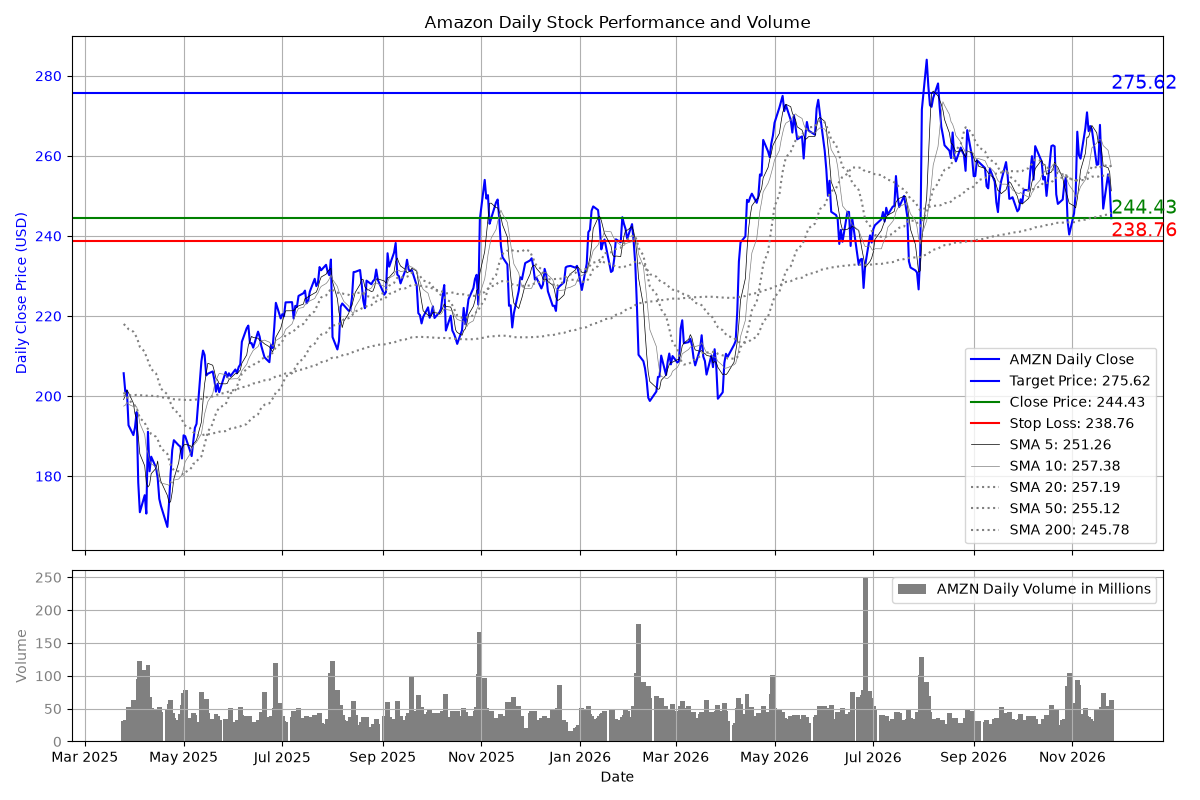 Amazon Daily Stock Performance and Volume
Daily Close Price (USD)
280
260
240
220
200
180
275.62
244.43
238.76
AMZN Daily Close
Target Price: 275.62
Close Price: 244.43
Stop Loss: 238.76
SMA 5: 251.26
SMA 10: 257.38
SMA 20: 257.19
SMA 50: 255.12
SMA 200: 245.78
Volume
250
200
150
100
50
0
AMZN Daily Volume in Millions
Mar 2025 May 2025 Jul 2025 Sep 2025 Nov 2025 Jan 2026 Mar 2026 May 2026 Jul 2026 Sep 2026 Nov 2026
Date